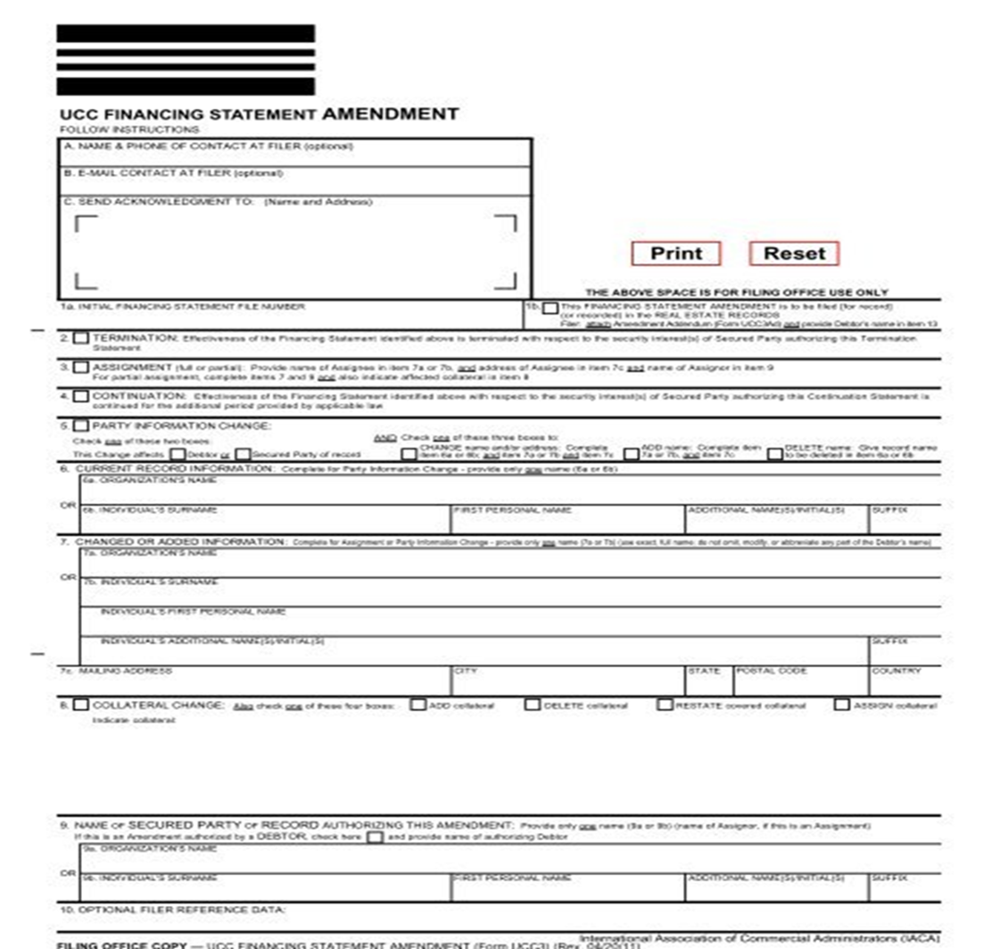 UCC FINANCING STATEMENT AMENDMENT
FOLLOW INSTRUCTIONS
A. NAME & PHONE OF CONTACT AT FILER (optional)
B. E-MAIL CONTACT AT FILER (optional)
C. SEND ACKNOWLEDGMENT TO: (Name and Address)
Print Reset
THE ABOVE SPACE IS FOR FILING OFFICE USE ONLY
1a. INITIAL FINANCING STATEMENT FILE NUMBER
1b. This FINANCING STATEMENT AMENDMENT is to be filed [for record]
(or recorded) in the REAL ESTATE RECORDS
Filer: attach Amendment Addendum (Form UCC3Ad) and provide Debtor's name in item 13
2. TERMINATION: Effectiveness of the Financing Statement identified above is terminated with respect to the security interest(s) of Secured Party authorizing this Termination
Statement
3. ASSIGNMENT (full or partial): Provide name of Assignee in item 7a or 7b, and address of Assignee in item 7c and name of Assignor in item 9
For partial assignment, complete items 7 and 9 and also indicate affected collateral in item 8
4. CONTINUATION: Effectiveness of the Financing Statement identified above with respect to the security interest(s) of Secured Party authorizing this Continuation Statement is
continued for the additional period provided by applicable law
5. PARTY INFORMATION CHANGE:
Check one of these two boxes:
AND Check one of these three boxes to:
This Change affects Debtor or Secured Party of record
CHANGE name and/or address: Complete
item 6a or 6b; and item 7a or 7b and item 7c
ADD name: Complete item
7a or 7b, and item 7c
DELETE name: Give record name
to be deleted in item 6a or 6b
6. CURRENT RECORD INFORMATION: Complete for Party Information Change - provide only one name (6a or 6b)
6a. ORGANIZATION'S NAME
OR
6b. INDIVIDUAL'S SURNAME FIRST PERSONAL NAME ADDITIONAL NAME(S)/INITIAL(S) SUFFIX
7. CHANGED OR ADDED INFORMATION: Complete for Assignment or Party Information Change - provide only one name (7a or 7b) (use exact, full name; do not omit, modify, or abbreviate any part of the Debtor's name)
7a. ORGANIZATION'S NAME
OR
7b. INDIVIDUAL'S SURNAME
INDIVIDUAL'S FIRST PERSONAL NAME
INDIVIDUAL'S ADDITIONAL NAME(S)/INITIAL(S) SUFFIX
7c. MAILING ADDRESS CITY STATE POSTAL CODE COUNTRY
8. COLLATERAL CHANGE: Also check one of these four boxes: ADD collateral DELETE collateral RESTATE covered collateral ASSIGN collateral
Indicate collateral:
9. NAME OF SECURED PARTY OF RECORD AUTHORIZING THIS AMENDMENT: Provide only one name (9a or 9b) (name of Assignor, if this is an Assignment)
If this is an Amendment authorized by a DEBTOR, check here and provide name of authorizing Debtor
9a. ORGANIZATION'S NAME
OR
9b. INDIVIDUAL'S SURNAME FIRST PERSONAL NAME ADDITIONAL NAME(S)/INITIAL(S) SUFFIX
10. OPTIONAL FILER REFERENCE DATA:
International Association of Commercial Administrators (IACA)
FILING OFFICE COPY — UCC FINANCING STATEMENT AMENDMENT (Form UCC3) (Rev. 04/20/11)